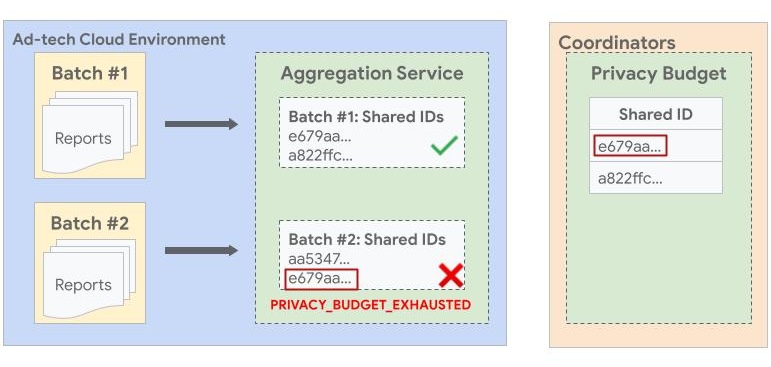 Ad-tech Cloud Environment
Batch #1
Reports
Aggregation Service
Batch #1: Shared IDs
e679aa...
a822ffc...
Batch #2
Reports
Batch #2: Shared IDs
aa5347...
e679aa...
PRIVACY_BUDGET_EXHAUSTED
Coordinators
Privacy Budget
Shared ID
e679aa...
a822ffc...